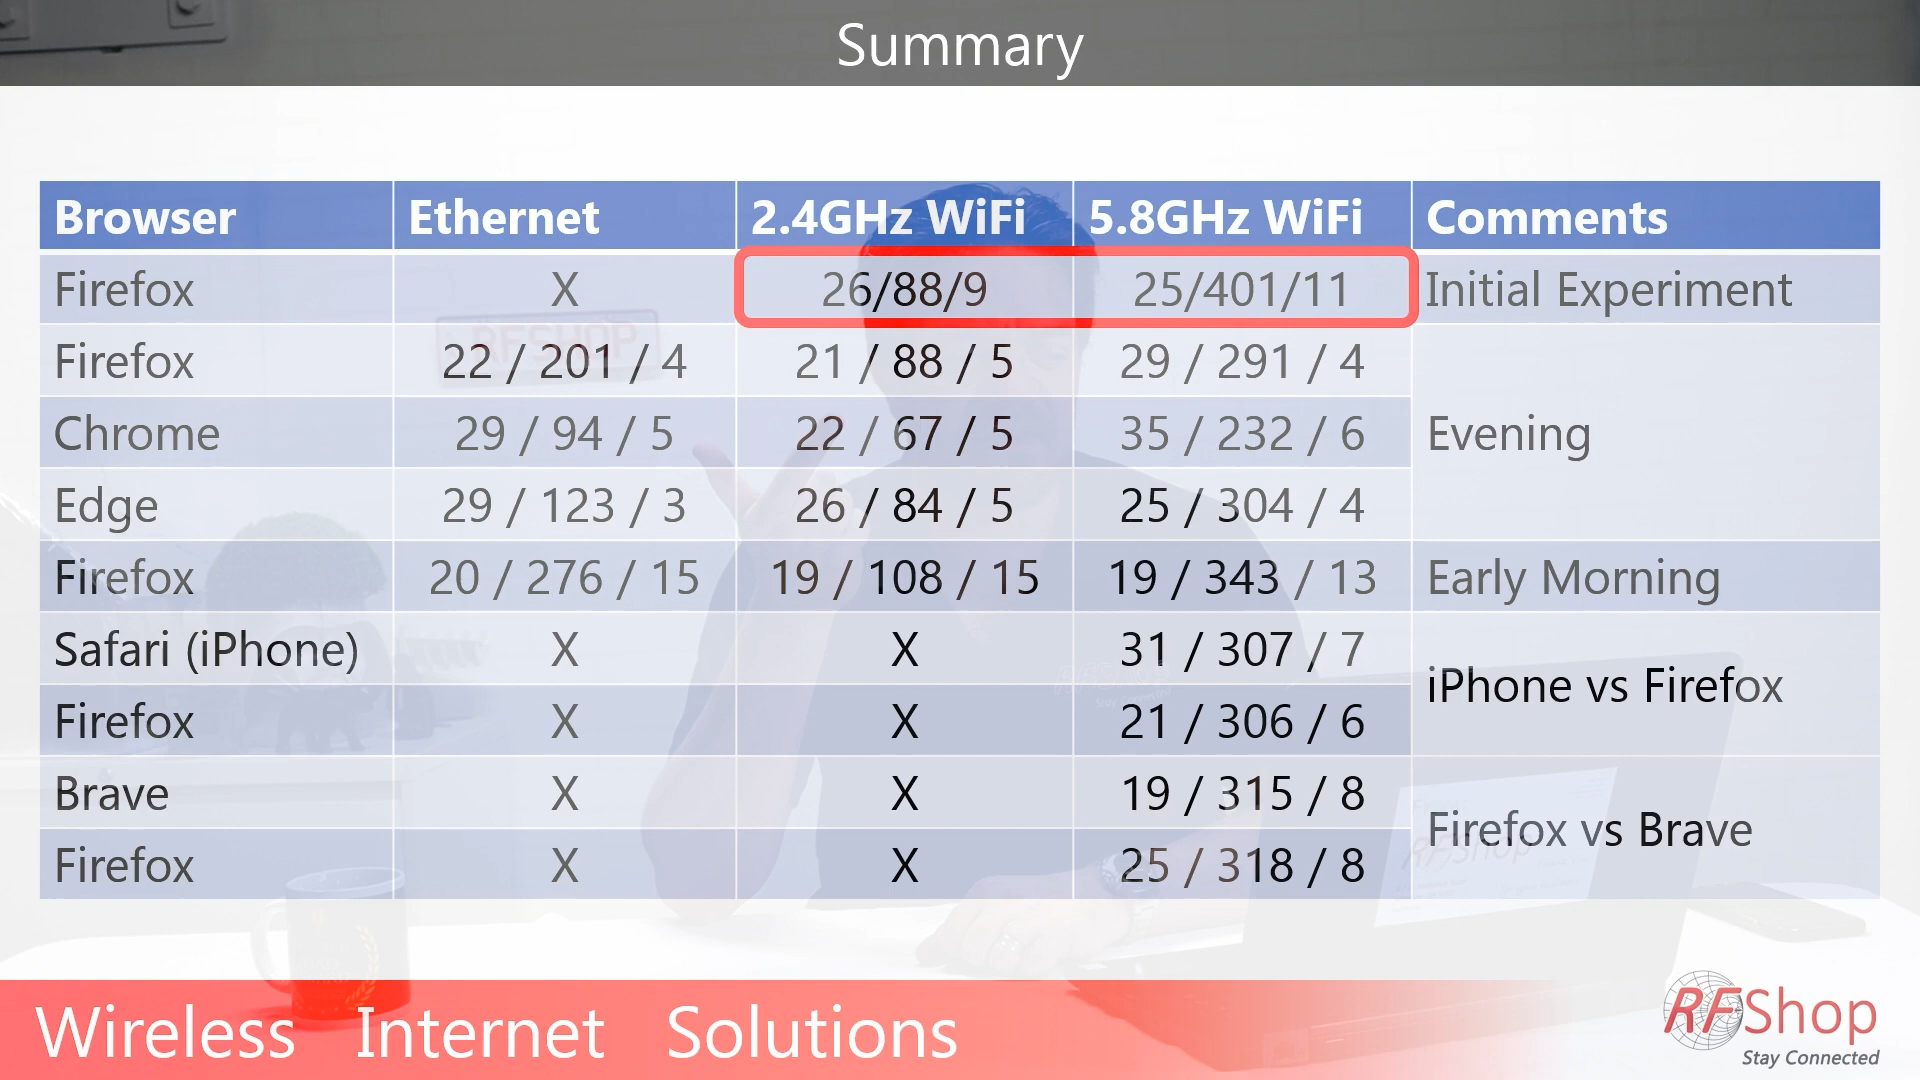 Summary
Browser Ethernet 2.4GHz WiFi 5.8GHz WiFi Comments
Firefox X 26/88/9 25/401/11 Initial Experiment
Firefox 22 / 201 / 4 21 / 88 / 5 29 / 291 / 4
Chrome 29 / 94 / 5 22 / 67 / 5 35 / 232 / 6 Evening
Edge 29 / 123 / 3 26 / 84 / 5 25 / 304 / 4
Firefox 20 / 276 / 15 19 / 108 / 15 19 / 343 / 13 Early Morning
Safari (iPhone) X X 31 / 307 / 7
iPhone vs Firefox
Firefox X X 21 / 306 / 6
Brave X X 19 / 315 / 8
Firefox vs Brave
Firefox X X 25 / 318 / 8
RFSHOP
RFShop
Wireless Internet Solutions
RFShop
Stay Connected